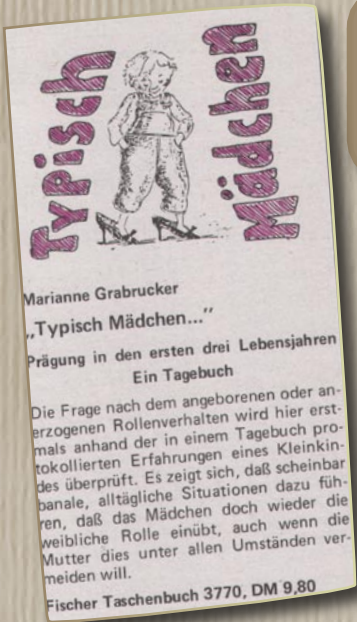 Typisch
Mädchen
Marianne Grabrucker
„Typisch Mädchen...”
Prägung in den ersten drei Lebensjahren
Ein Tagebuch
Die Frage nach dem angeborenen oder an-
erzogenen Rollenverhalten wird hier erst-
mals anhand der in einem Tagebuch pro-
tokollierten Erfahrungen eines Kleinkin-
des überprüft. Es zeigt sich, daß scheinbar
banale, alltägliche Situationen dazu füh-
ren, daß das Mädchen doch wieder die
weibliche Rolle einübt, auch wenn die
Mutter dies unter allen Umständen ver-
meiden will.
Fischer Taschenbuch 3770, DM 9,80